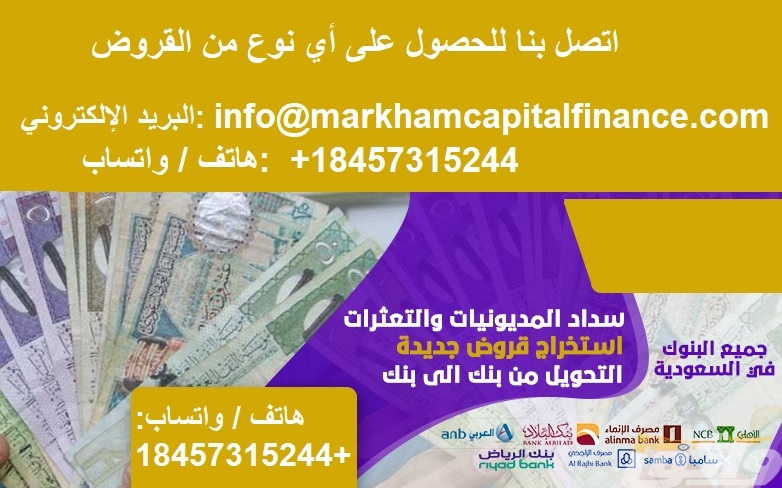 اتصل بنا للحصول على أي نوع من القروض
البريد الإلكتروني: info@markhamcapitalfinance.com
هاتف / واتساب: +18457315244
سداد المديونيات والتعثرات
استخراج قروض جديدة
التحويل من بنك الى بنك
جميع البنوك
في السعودية
هاتف / واتساب:
18457315244+
anb العربي
بنك البلاد
BANK ALBILAD
مصرف الإنماء
alinma bank
NCB الأهلي
بنك الرياض
riyad bank
مصرف الراجحي
Al Rajhi Bank
samba سامبا